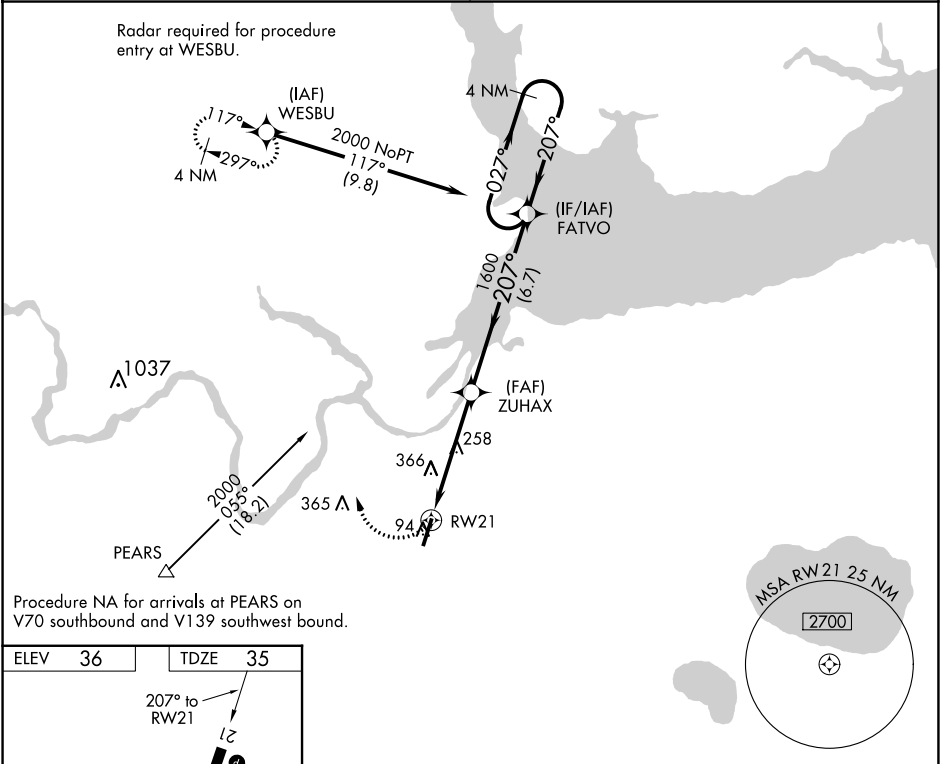 Radar required for procedure
entry at WESBU.
(IAF)
WESBU
117°
297°
4 NM
2000 NoPT
117°
(9.8)
4 NM
027°
207°
(IF/IAF)
FATVO
1600
207°
(6.7)
(FAF)
ZUHAX
1037
258
366
365
94
RW21
2000
055°
(18.2)
PEARS
Procedure NA for arrivals at PEARS on
V70 southbound and V139 southwest bound.
MSA RW21 25 NM
2700
ELEV 36
TDZE 35
207° to
RW21
21